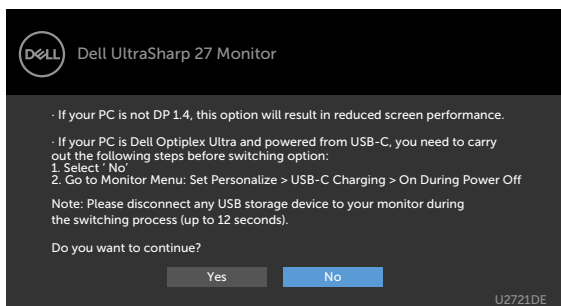 DELL
Dell UltraSharp 27 Monitor
· If your PC is not DP 1.4, this option will result in reduced screen performance.
· If your PC is Dell Optiplex Ultra and powered from USB-C, you need to carry
out the following steps before switching option:
1. Select ‘ No’
2. Go to Monitor Menu: Set Personalize > USB-C Charging > On During Power Off
Note: Please disconnect any USB storage device to your monitor during
the switching process (up to 12 seconds).
Do you want to continue?
Yes
No
U2721DE